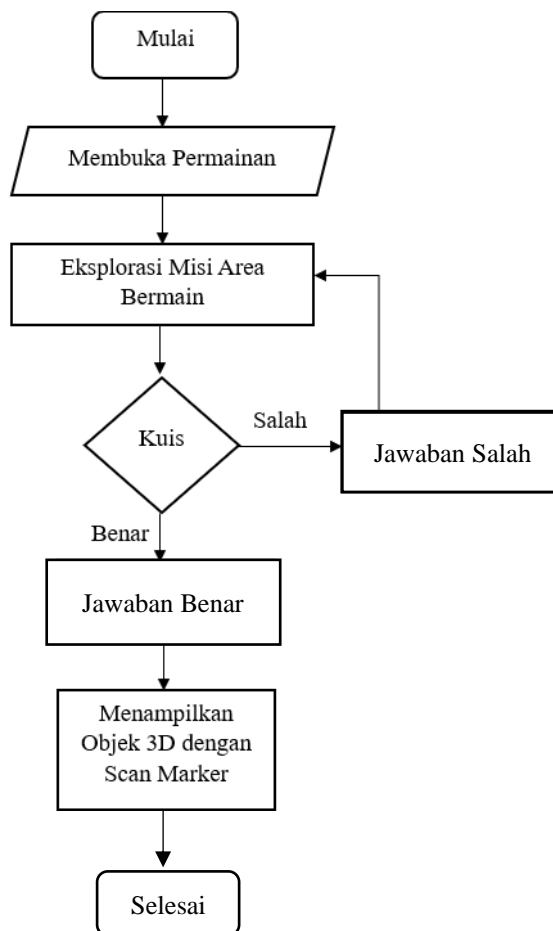 Mulai
Membuka Permainan
Eksplorasi Misi Area
Bermain
Kuis
Salah
Jawaban Salah
Benar
Jawaban Benar
Menampilkan
Objek 3D dengan
Scan Marker
Selesai